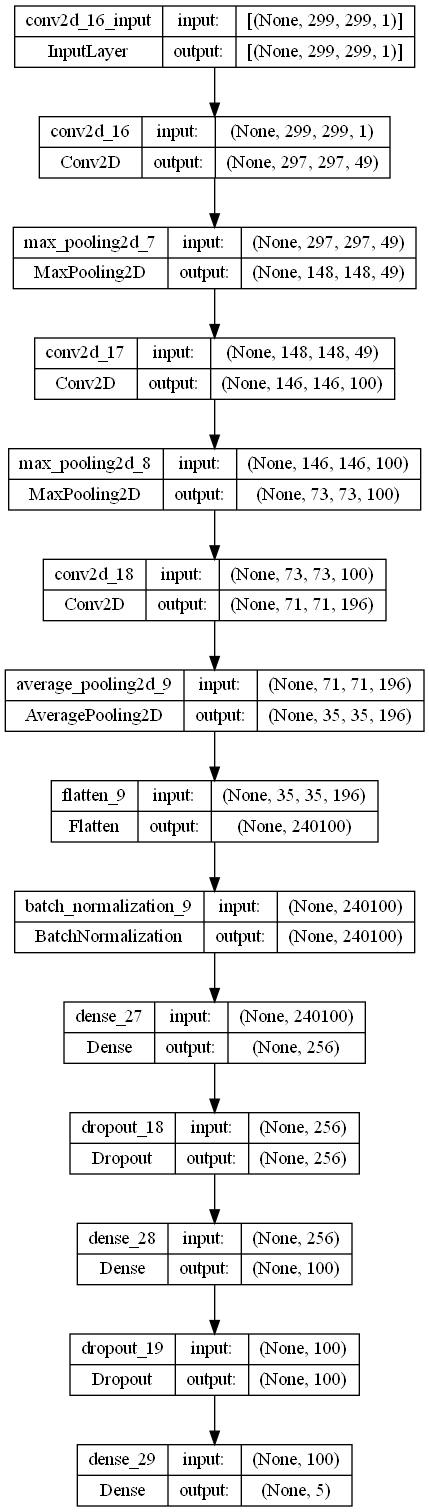 conv2d_16_input input: [(None, 299, 299, 1)]
InputLayer output: [(None, 299, 299, 1)]
conv2d_16 input: (None, 299, 299, 1)
Conv2D output: (None, 297, 297, 49)
max_pooling2d_7 input: (None, 297, 297, 49)
MaxPooling2D output: (None, 148, 148, 49)
conv2d_17 input: (None, 148, 148, 49)
Conv2D output: (None, 146, 146, 100)
max_pooling2d_8 input: (None, 146, 146, 100)
MaxPooling2D output: (None, 73, 73, 100)
conv2d_18 input: (None, 73, 73, 100)
Conv2D output: (None, 71, 71, 196)
average_pooling2d_9 input: (None, 71, 71, 196)
AveragePooling2D output: (None, 35, 35, 196)
flatten_9 input: (None, 35, 35, 196)
Flatten output: (None, 240100)
batch_normalization_9 input: (None, 240100)
BatchNormalization output: (None, 240100)
dense_27 input: (None, 240100)
Dense output: (None, 256)
dropout_18 input: (None, 256)
Dropout output: (None, 256)
dense_28 input: (None, 256)
Dense output: (None, 100)
dropout_19 input: (None, 100)
Dropout output: (None, 100)
dense_29 input: (None, 100)
Dense output: (None, 5)